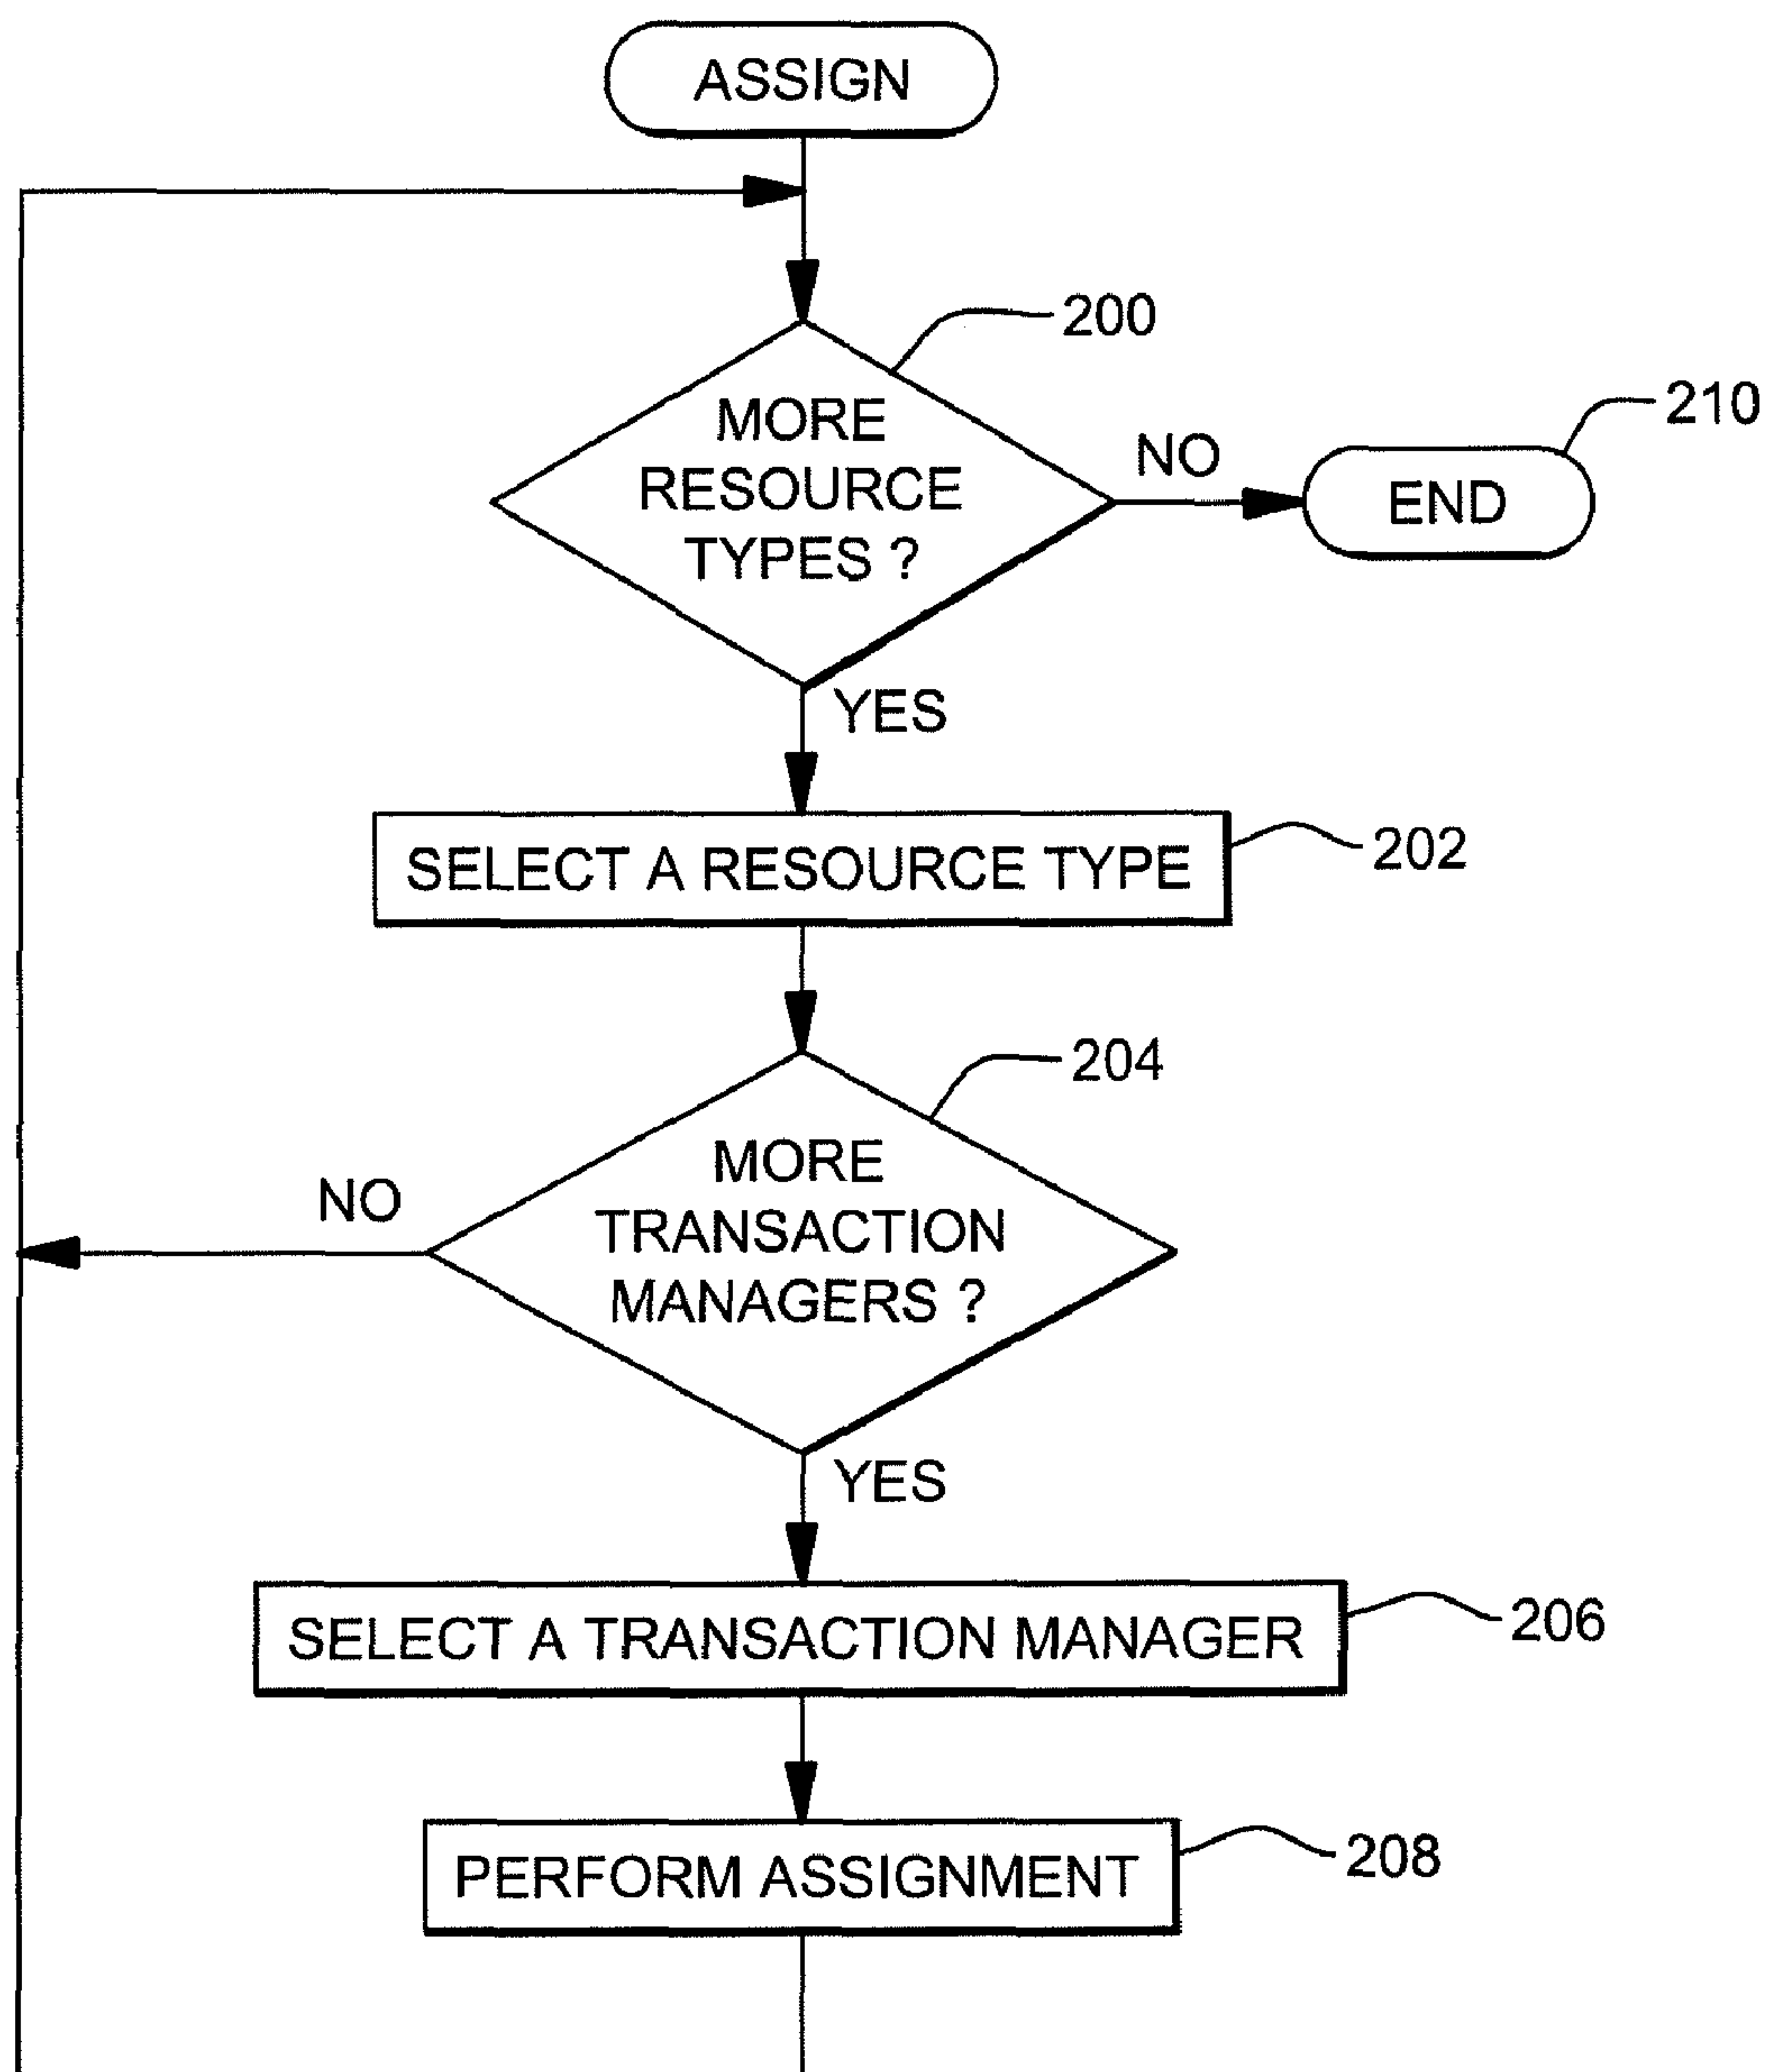 ASSIGN
200
MORE
RESOURCE
TYPES ?
NO
210
END
YES
SELECT A RESOURCE TYPE
202
204
MORE
TRANSACTION
MANAGERS ?
NO
YES
SELECT A TRANSACTION MANAGER
206
PERFORM ASSIGNMENT
208